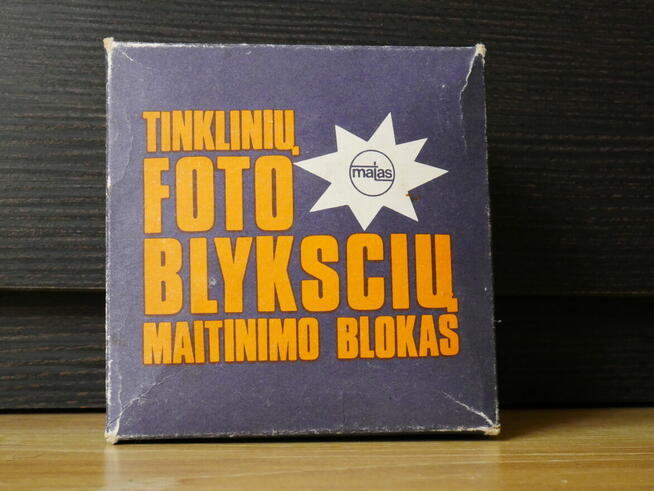 TINKLINIŲ
FOTO
matas
BLYKSCIŲ
MAITINIMO BLOKAS